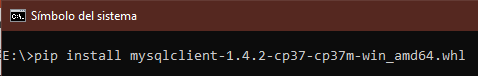 Símbolo del sistema
E:\>pip install mysqlclient-1.4.2-cp37-cp37m-win_amd64.whl